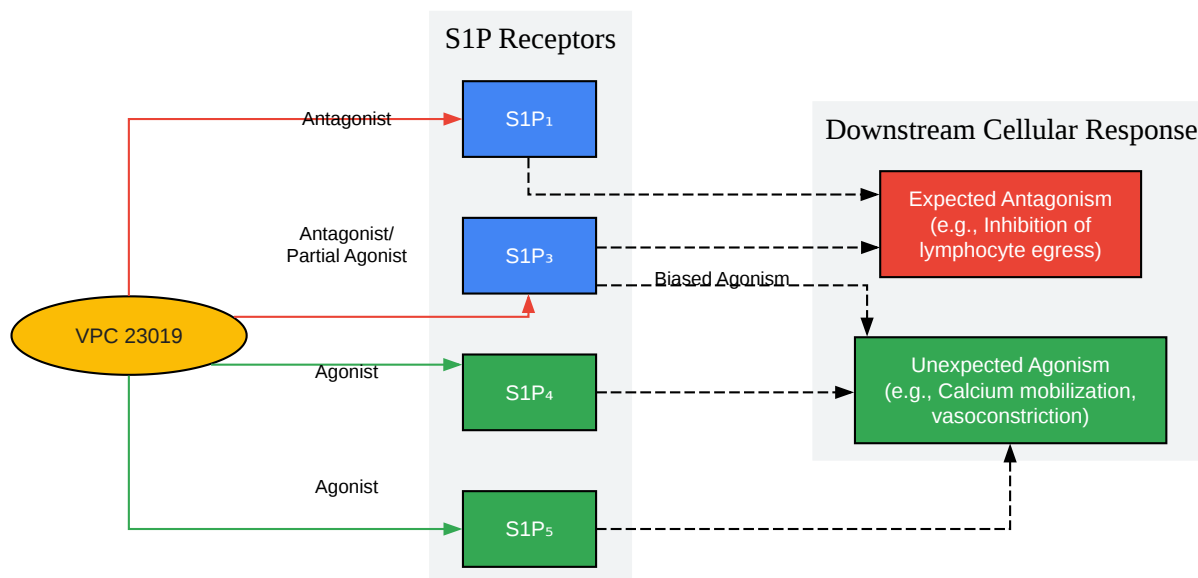 S1P Receptors
Antagonist
S1P₁
Downstream Cellular Response
Expected Antagonism
(e.g., Inhibition of
lymphocyte egress)
Antagonist/
Partial Agonist
S1P₃
Biased Agonism
VPC 23019
Agonist
S1P₄
Unexpected Agonism
(e.g., Calcium mobilization,
vasoconstriction)
Agonist
S1P₅